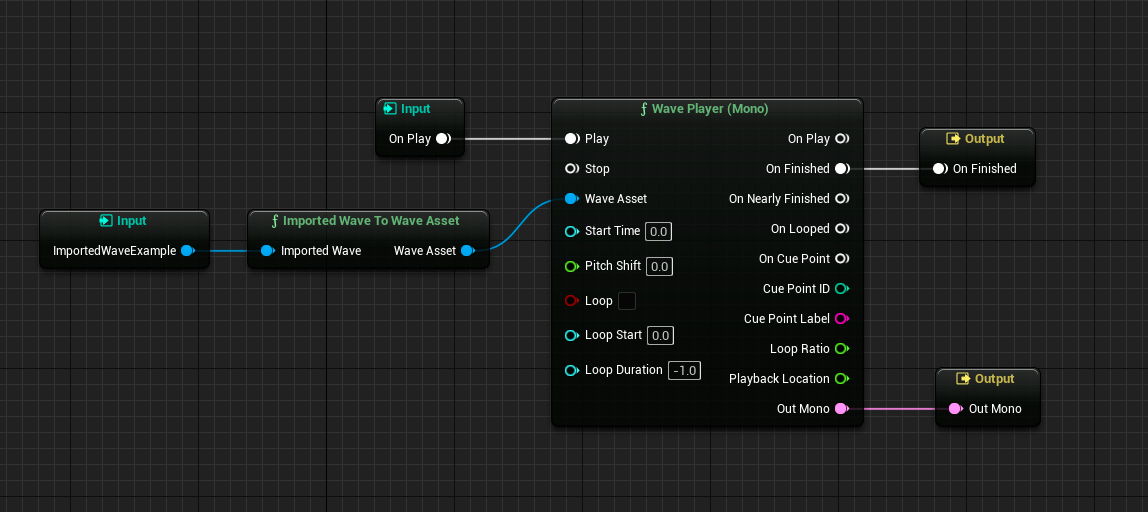 Input
On Play
Input
ImportedWaveExample
Imported Wave To Wave Asset
Imported Wave
Wave Asset
Wave Player (Mono)
Play
On Play
Stop
On Finished
Wave Asset
On Nearly Finished
Start Time 0.0
On Looped
Pitch Shift 0.0
On Cue Point
Cue Point ID
Loop
Cue Point Label
Loop Start 0.0
Loop Ratio
Loop Duration -1.0
Playback Location
Out Mono
Output
On Finished
Output
Out Mono